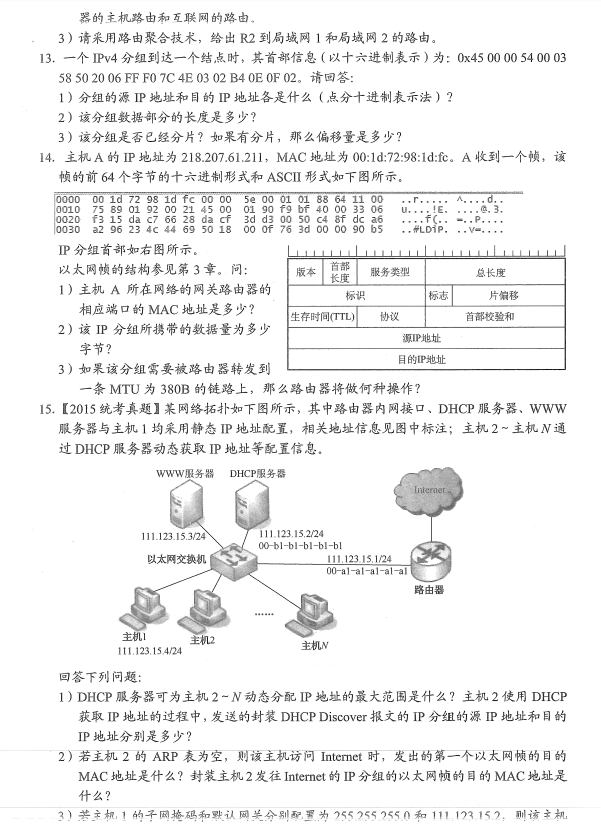 器的主机路由和互联网的路由。
3）请采用路由聚合技术，给出 R2 到局域网 1 和局域网 2 的路由。
13. 一个 IPv4 分组到达一个结点时，其首部信息（以十六进制表示）为：0x45 00 00 54 00 03
58 50 20 06 FF F0 7C 4E 03 02 B4 0E 0F 02。请回答：
1）分组的源 IP 地址和目的 IP 地址各是什么（点分十进制表示法）？
2）该分组数据部分的长度是多少？
3）该分组是否已经分片？如果有分片，那么偏移量是多少？
14. 主机 A 的 IP 地址为 218.207.61.211，MAC 地址为 00:1d:72:98:1d:fc。A 收到一个帧，该
帧的前 64 个字节的十六进制形式和 ASCII 形式如下图所示。
0000 00 1d 72 98 1d fc 00 00 5e 00 01 01 88 64 11 00 ..r..... ^....d..
0010 75 89 01 92 00 21 45 00 01 90 f9 bf 40 00 33 06 u....!E. ....@.3.
0020 f3 15 da c7 66 28 da cf 3d d3 00 50 c4 8f dc a6 ....f(.. =..P....
0030 a2 96 23 4c 44 69 50 18 00 0f 76 3d 00 00 90 b5 ..#LDiP. ..v=....
IP 分组首部如右图所示。
以太网帧的结构参见第 3 章。问：
1）主机 A 所在网络的网关路由器的
相应端口的 MAC 地址是多少？
2）该 IP 分组所携带的数据量为多少
字节？
版本 首部长度 服务类型 总长度
标识 标志 片偏移
生存时间(TTL) 协议 首部校验和
源IP地址
目的IP地址
3）如果该分组需要被路由器转发到
一条 MTU 为 380B 的链路上，那么路由器将做何种操作？
15.【2015 统考真题】某网络拓扑如下图所示，其中路由器内网接口、DHCP 服务器、WWW
服务器与主机 1 均采用静态 IP 地址配置，相关地址信息见图中标注；主机 2～主机 N 通
过 DHCP 服务器动态获取 IP 地址等配置信息。
WWW服务器 DHCP服务器
Internet
111.123.15.3/24
111.123.15.2/24
00-b1-b1-b1-b1-b1
以太网交换机
111.123.15.1/24
00-a1-a1-a1-a1-a1
路由器
主机1
111.123.15.4/24
主机2
......
主机N
回答下列问题：
1）DHCP 服务器可为主机 2～N 动态分配 IP 地址的最大范围是什么？主机 2 使用 DHCP
获取 IP 地址的过程中，发送的封装 DHCP Discover 报文的 IP 分组的源 IP 地址和目的
IP 地址分别是多少？
2）若主机 2 的 ARP 表为空，则该主机访问 Internet 时，发出的第一个以太网帧的目的
MAC 地址是什么？封装主机 2 发往 Internet 的 IP 分组的以太网帧的目的 MAC 地址是
什么？
3）若主机 1 的子网掩码和默认网关分别配置为 255.255.255.0 和 111.123.15.2，则该主机